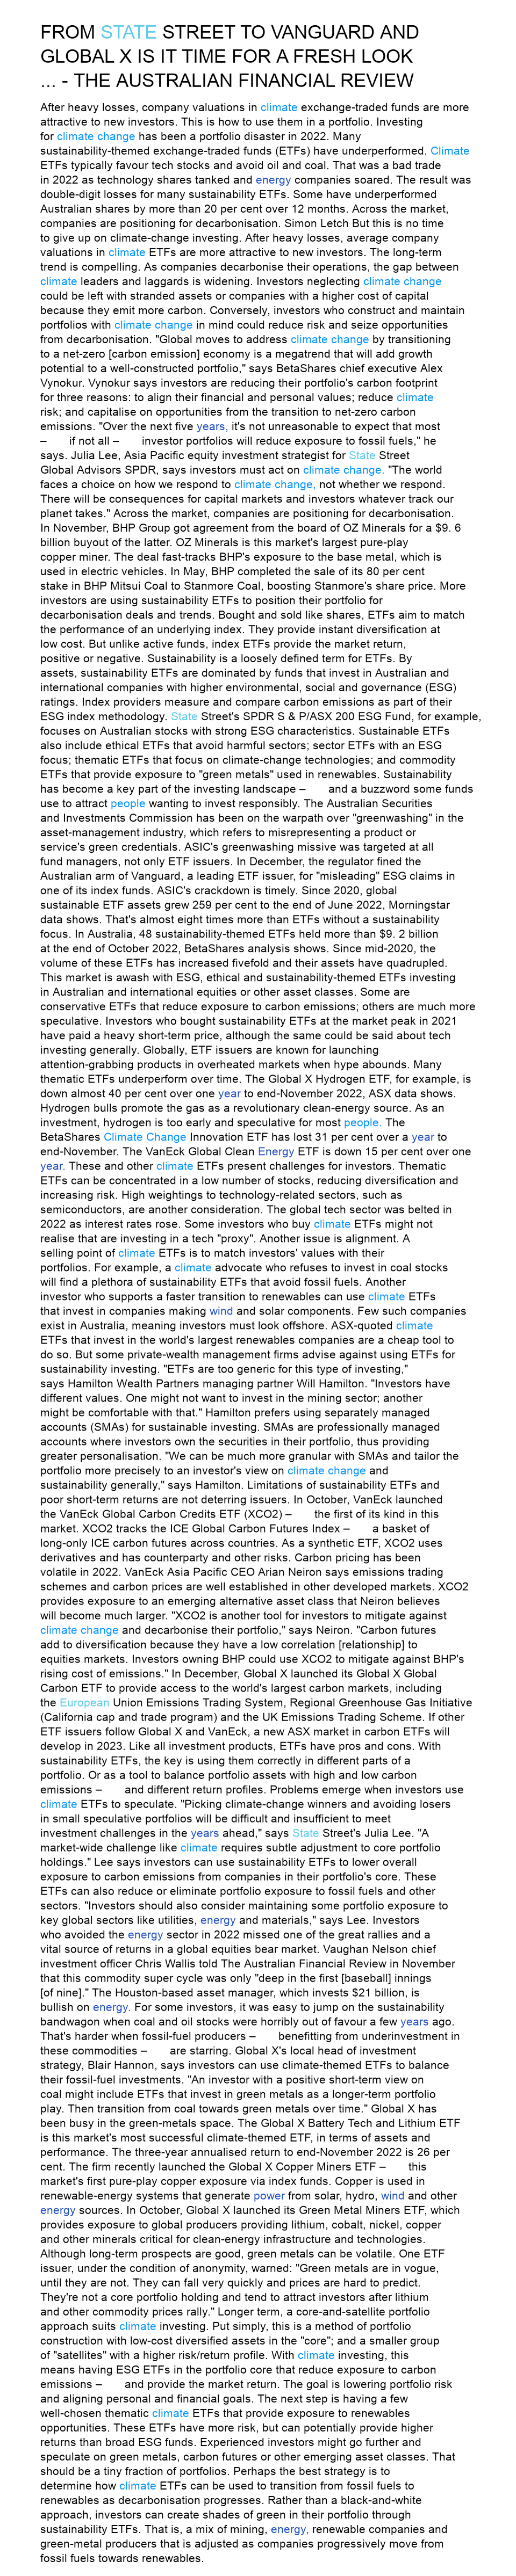 FROM STATE STREET TO VANGUARD AND
GLOBAL X IS IT TIME FOR A FRESH LOOK
... - THE AUSTRALIAN FINANCIAL REVIEW
After heavy losses, company valuations in climate exchange-traded funds are more
attractive to new investors. This is how to use them in a portfolio. Investing
for climate change has been a portfolio disaster in 2022. Many
sustainability-themed exchange-traded funds (ETFs) have underperformed. Climate
ETFs typically favour tech stocks and avoid oil and coal. That was a bad trade
in 2022 as technology shares tanked and energy companies soared. The result was
double-digit losses for many sustainability ETFs. Some have underperformed
Australian shares by more than 20 per cent over 12 months. Across the market,
companies are positioning for decarbonisation. Simon Letch But this is no time
to give up on climate-change investing. After heavy losses, average company
valuations in climate ETFs are more attractive to new investors. The long-term
trend is compelling. As companies decarbonise their operations, the gap between
climate leaders and laggards is widening. Investors neglecting climate change
could be left with stranded assets or companies with a higher cost of capital
because they emit more carbon. Conversely, investors who construct and maintain
portfolios with climate change in mind could reduce risk and seize opportunities
from decarbonisation. "Global moves to address climate change by transitioning
to a net-zero [carbon emission] economy is a megatrend that will add growth
potential to a well-constructed portfolio," says BetaShares chief executive Alex
Vynokur. Vynokur says investors are reducing their portfolio's carbon footprint
for three reasons: to align their financial and personal values; reduce climate
risk; and capitalise on opportunities from the transition to net-zero carbon
emissions. "Over the next five years, it's not unreasonable to expect that most
– if not all – investor portfolios will reduce exposure to fossil fuels," he
says. Julia Lee, Asia Pacific equity investment strategist for State Street
Global Advisors SPDR, says investors must act on climate change. "The world
faces a choice on how we respond to climate change, not whether we respond.
There will be consequences for capital markets and investors whatever track our
planet takes." Across the market, companies are positioning for decarbonisation.
In November, BHP Group got agreement from the board of OZ Minerals for a $9. 6
billion buyout of the latter. OZ Minerals is this market's largest pure-play
copper miner. The deal fast-tracks BHP's exposure to the base metal, which is
used in electric vehicles. In May, BHP completed the sale of its 80 per cent
stake in BHP Mitsui Coal to Stanmore Coal, boosting Stanmore's share price. More
investors are using sustainability ETFs to position their portfolio for
decarbonisation deals and trends. Bought and sold like shares, ETFs aim to match
the performance of an underlying index. They provide instant diversification at
low cost. But unlike active funds, index ETFs provide the market return,
positive or negative. Sustainability is a loosely defined term for ETFs. By
assets, sustainability ETFs are dominated by funds that invest in Australian and
international companies with higher environmental, social and governance (ESG)
ratings. Index providers measure and compare carbon emissions as part of their
ESG index methodology. State Street's SPDR S & P/ASX 200 ESG Fund, for example,
focuses on Australian stocks with strong ESG characteristics. Sustainable ETFs
also include ethical ETFs that avoid harmful sectors; sector ETFs with an ESG
focus; thematic ETFs that focus on climate-change technologies; and commodity
ETFs that provide exposure to "green metals" used in renewables. Sustainability
has become a key part of the investing landscape – and a buzzword some funds
use to attract people wanting to invest responsibly. The Australian Securities
and Investments Commission has been on the warpath over "greenwashing" in the
asset-management industry, which refers to misrepresenting a product or
service's green credentials. ASIC's greenwashing missive was targeted at all
fund managers, not only ETF issuers. In December, the regulator fined the
Australian arm of Vanguard, a leading ETF issuer, for "misleading" ESG claims in
one of its index funds. ASIC's crackdown is timely. Since 2020, global
sustainable ETF assets grew 259 per cent to the end of June 2022, Morningstar
data shows. That's almost eight times more than ETFs without a sustainability
focus. In Australia, 48 sustainability-themed ETFs held more than $9. 2 billion
at the end of October 2022, BetaShares analysis shows. Since mid-2020, the
volume of these ETFs has increased fivefold and their assets have quadrupled.
This market is awash with ESG, ethical and sustainability-themed ETFs investing
in Australian and international equities or other asset classes. Some are
conservative ETFs that reduce exposure to carbon emissions; others are much more
speculative. Investors who bought sustainability ETFs at the market peak in 2021
have paid a heavy short-term price, although the same could be said about tech
investing generally. Globally, ETF issuers are known for launching
attention-grabbing products in overheated markets when hype abounds. Many
thematic ETFs underperform over time. The Global X Hydrogen ETF, for example, is
down almost 40 per cent over one year to end-November 2022, ASX data shows.
Hydrogen bulls promote the gas as a revolutionary clean-energy source. As an
investment, hydrogen is too early and speculative for most people. The
BetaShares Climate Change Innovation ETF has lost 31 per cent over a year to
end-November. The VanEck Global Clean Energy ETF is down 15 per cent over one
year. These and other climate ETFs present challenges for investors. Thematic
ETFs can be concentrated in a low number of stocks, reducing diversification and
increasing risk. High weightings to technology-related sectors, such as
semiconductors, are another consideration. The global tech sector was belted in
2022 as interest rates rose. Some investors who buy climate ETFs might not
realise that are investing in a tech "proxy". Another issue is alignment. A
selling point of climate ETFs is to match investors' values with their
portfolios. For example, a climate advocate who refuses to invest in coal stocks
will find a plethora of sustainability ETFs that avoid fossil fuels. Another
investor who supports a faster transition to renewables can use climate ETFs
that invest in companies making wind and solar components. Few such companies
exist in Australia, meaning investors must look offshore. ASX-quoted climate
ETFs that invest in the world's largest renewables companies are a cheap tool to
do so. But some private-wealth management firms advise against using ETFs for
sustainability investing. "ETFs are too generic for this type of investing,"
says Hamilton Wealth Partners managing partner Will Hamilton. "Investors have
different values. One might not want to invest in the mining sector; another
might be comfortable with that." Hamilton prefers using separately managed
accounts (SMAs) for sustainable investing. SMAs are professionally managed
accounts where investors own the securities in their portfolio, thus providing
greater personalisation. "We can be much more granular with SMAs and tailor the
portfolio more precisely to an investor's view on climate change and
sustainability generally," says Hamilton. Limitations of sustainability ETFs and
poor short-term returns are not deterring issuers. In October, VanEck launched
the VanEck Global Carbon Credits ETF (XCO2) – the first of its kind in this
market. XCO2 tracks the ICE Global Carbon Futures Index – a basket of
long-only ICE carbon futures across countries. As a synthetic ETF, XCO2 uses
derivatives and has counterparty and other risks. Carbon pricing has been
volatile in 2022. VanEck Asia Pacific CEO Arian Neiron says emissions trading
schemes and carbon prices are well established in other developed markets. XCO2
provides exposure to an emerging alternative asset class that Neiron believes
will become much larger. "XCO2 is another tool for investors to mitigate against
climate change and decarbonise their portfolio," says Neiron. "Carbon futures
add to diversification because they have a low correlation [relationship] to
equities markets. Investors owning BHP could use XCO2 to mitigate against BHP's
rising cost of emissions." In December, Global X launched its Global X Global
Carbon ETF to provide access to the world's largest carbon markets, including
the European Union Emissions Trading System, Regional Greenhouse Gas Initiative
(California cap and trade program) and the UK Emissions Trading Scheme. If other
ETF issuers follow Global X and VanEck, a new ASX market in carbon ETFs will
develop in 2023. Like all investment products, ETFs have pros and cons. With
sustainability ETFs, the key is using them correctly in different parts of a
portfolio. Or as a tool to balance portfolio assets with high and low carbon
emissions – and different return profiles. Problems emerge when investors use
climate ETFs to speculate. "Picking climate-change winners and avoiding losers
in small speculative portfolios will be difficult and insufficient to meet
investment challenges in the years ahead," says State Street's Julia Lee. "A
market-wide challenge like climate requires subtle adjustment to core portfolio
holdings." Lee says investors can use sustainability ETFs to lower overall
exposure to carbon emissions from companies in their portfolio's core. These
ETFs can also reduce or eliminate portfolio exposure to fossil fuels and other
sectors. "Investors should also consider maintaining some portfolio exposure to
key global sectors like utilities, energy and materials," says Lee. Investors
who avoided the energy sector in 2022 missed one of the great rallies and a
vital source of returns in a global equities bear market. Vaughan Nelson chief
investment officer Chris Wallis told The Australian Financial Review in November
that this commodity super cycle was only "deep in the first [baseball] innings
[of nine]." The Houston-based asset manager, which invests $21 billion, is
bullish on energy. For some investors, it was easy to jump on the sustainability
bandwagon when coal and oil stocks were horribly out of favour a few years ago.
That's harder when fossil-fuel producers – benefitting from underinvestment in
these commodities – are starring. Global X's local head of investment
strategy, Blair Hannon, says investors can use climate-themed ETFs to balance
their fossil-fuel investments. "An investor with a positive short-term view on
coal might include ETFs that invest in green metals as a longer-term portfolio
play. Then transition from coal towards green metals over time." Global X has
been busy in the green-metals space. The Global X Battery Tech and Lithium ETF
is this market's most successful climate-themed ETF, in terms of assets and
performance. The three-year annualised return to end-November 2022 is 26 per
cent. The firm recently launched the Global X Copper Miners ETF – this
market's first pure-play copper exposure via index funds. Copper is used in
renewable-energy systems that generate power from solar, hydro, wind and other
energy sources. In October, Global X launched its Green Metal Miners ETF, which
provides exposure to global producers providing lithium, cobalt, nickel, copper
and other minerals critical for clean-energy infrastructure and technologies.
Although long-term prospects are good, green metals can be volatile. One ETF
issuer, under the condition of anonymity, warned: "Green metals are in vogue,
until they are not. They can fall very quickly and prices are hard to predict.
They're not a core portfolio holding and tend to attract investors after lithium
and other commodity prices rally." Longer term, a core-and-satellite portfolio
approach suits climate investing. Put simply, this is a method of portfolio
construction with low-cost diversified assets in the "core"; and a smaller group
of "satellites" with a higher risk/return profile. With climate investing, this
means having ESG ETFs in the portfolio core that reduce exposure to carbon
emissions – and provide the market return. The goal is lowering portfolio risk
and aligning personal and financial goals. The next step is having a few
well-chosen thematic climate ETFs that provide exposure to renewables
opportunities. These ETFs have more risk, but can potentially provide higher
returns than broad ESG funds. Experienced investors might go further and
speculate on green metals, carbon futures or other emerging asset classes. That
should be a tiny fraction of portfolios. Perhaps the best strategy is to
determine how climate ETFs can be used to transition from fossil fuels to
renewables as decarbonisation progresses. Rather than a black-and-white
approach, investors can create shades of green in their portfolio through
sustainability ETFs. That is, a mix of mining, energy, renewable companies and
green-metal producers that is adjusted as companies progressively move from
fossil fuels towards renewables.